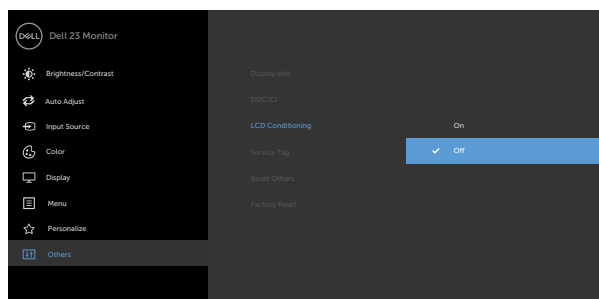 DELL Dell 23 Monitor
Brightness/Contrast
Auto Adjust
Input Source
Color
Display
Menu
Personalize
Others
Display Info
DDC/CI
LCD Conditioning
Service Tag
Reset Others
Factory Reset
On
Off